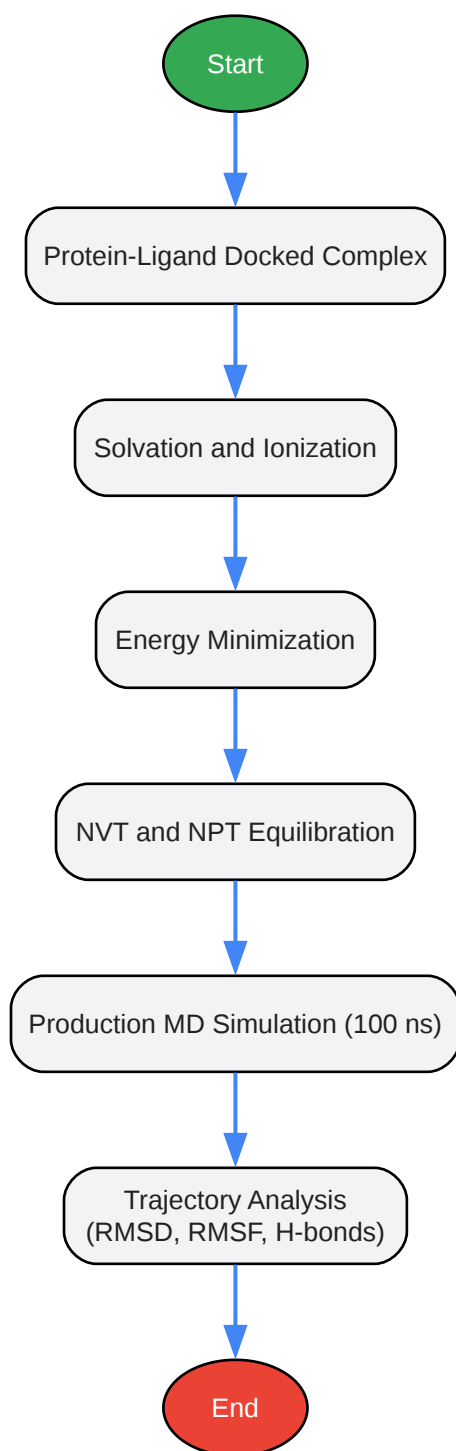 Start
Protein-Ligand Docked Complex
Solvation and Ionization
Energy Minimization
NVT and NPT Equilibration
Production MD Simulation (100 ns)
Trajectory Analysis
(RMSD, RMSF, H-bonds)
End